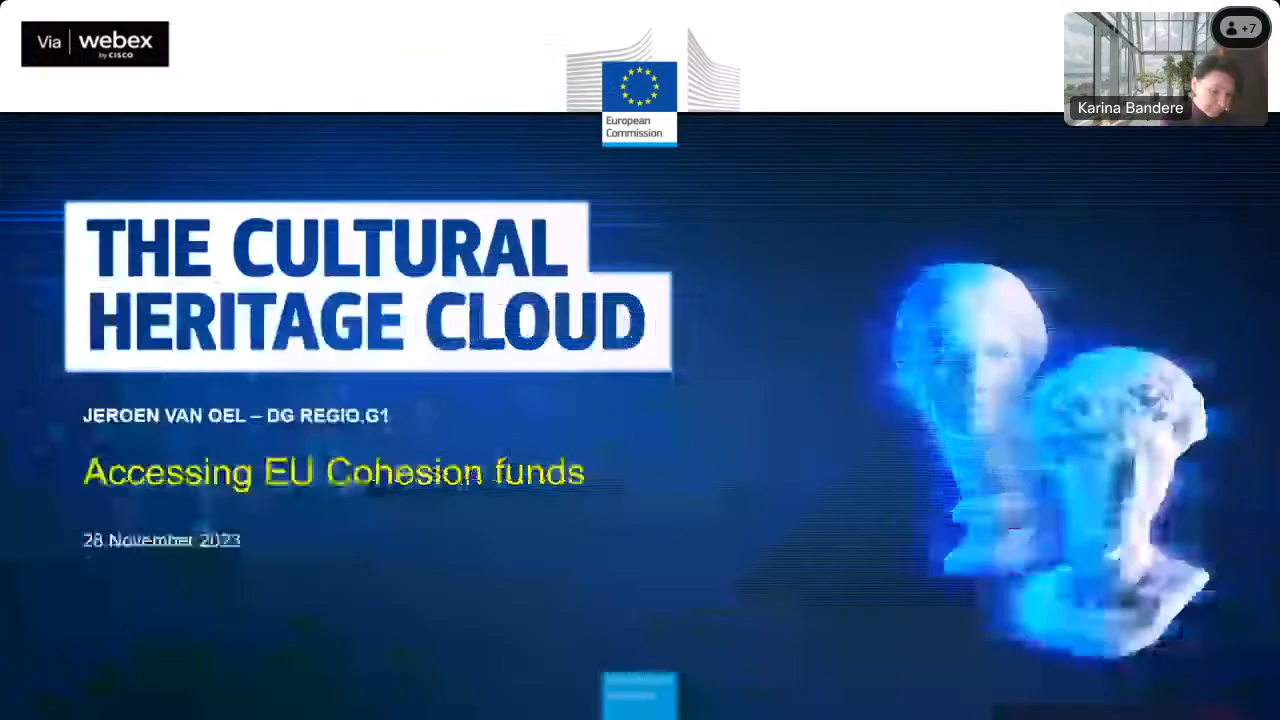 Via webex
by CISCO
+7
Karina Bandere
European
Commission
THE CULTURAL
HERITAGE CLOUD
JEROEN VAN OEL – DG REGIO.G1
Accessing EU Cohesion funds
28 November 2023